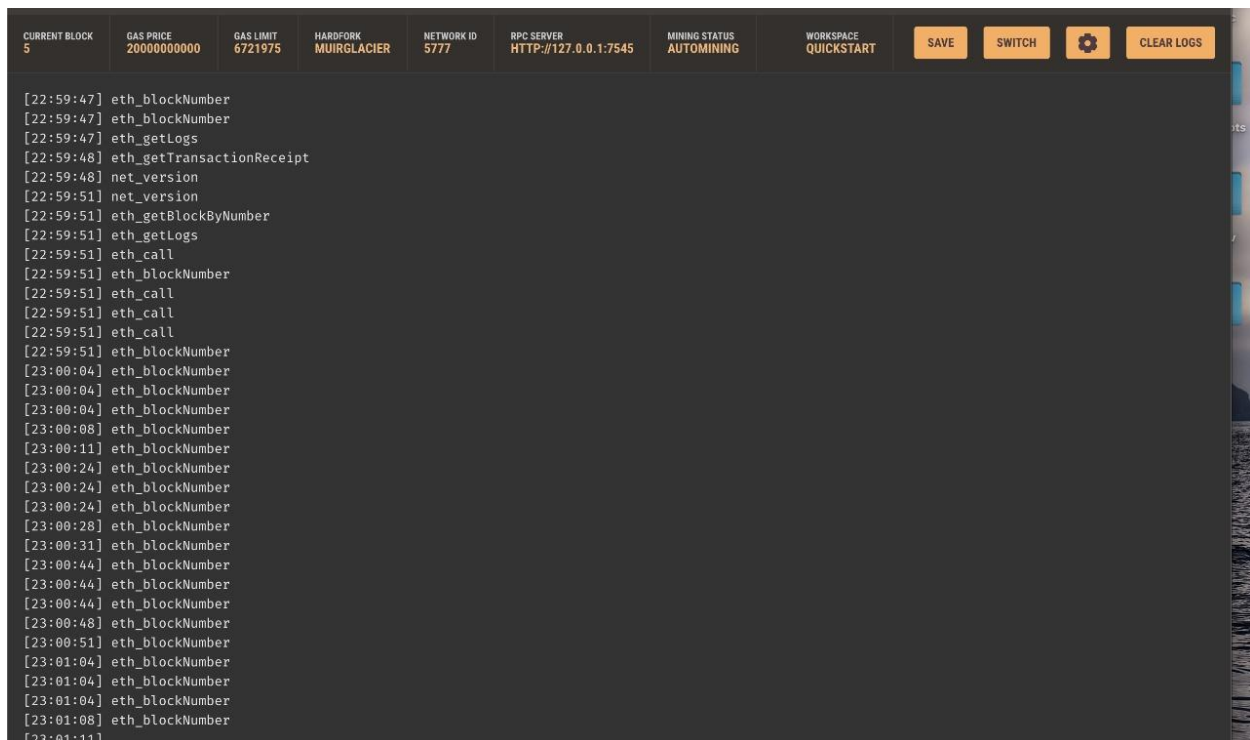 CURRENT BLOCK GAS PRICE GAS LIMIT HARDFORK NETWORK ID RPC SERVER MINING STATUS WORKSPACE
5 20000000000 6721975 MUIRGLACIER 5777 HTTP://127.0.0.1:7545 AUTOMINING QUICKSTART SAVE SWITCH CLEAR LOGS
[22:59:47] eth_blockNumber
[22:59:47] eth_blockNumber
[22:59:47] eth_getLogs
[22:59:48] eth_getTransactionReceipt
[22:59:48] net_version
[22:59:51] net_version
[22:59:51] eth_getBlockByNumber
[22:59:51] eth_getLogs
[22:59:51] eth_call
[22:59:51] eth_blockNumber
[22:59:51] eth_call
[22:59:51] eth_call
[22:59:51] eth_call
[22:59:51] eth_blockNumber
[23:00:04] eth_blockNumber
[23:00:04] eth_blockNumber
[23:00:04] eth_blockNumber
[23:00:08] eth_blockNumber
[23:00:11] eth_blockNumber
[23:00:24] eth_blockNumber
[23:00:24] eth_blockNumber
[23:00:24] eth_blockNumber
[23:00:28] eth_blockNumber
[23:00:31] eth_blockNumber
[23:00:44] eth_blockNumber
[23:00:44] eth_blockNumber
[23:00:44] eth_blockNumber
[23:00:48] eth_blockNumber
[23:00:51] eth_blockNumber
[23:01:04] eth_blockNumber
[23:01:04] eth_blockNumber
[23:01:04] eth_blockNumber
[23:01:08] eth_blockNumber
[23:01:11]